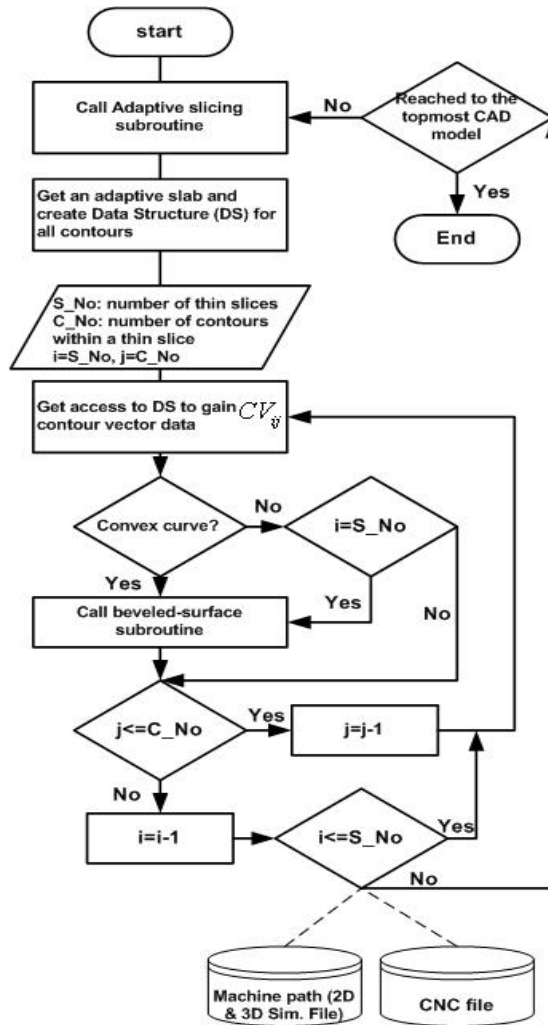 start
Call Adaptive slicing
subroutine
No
Reached to the
topmost CAD
model
Yes
End
Get an adaptive slab and
create Data Structure (DS) for
all contours
S_No: number of thin slices
C_No: number of contours
within a thin slice
i=S_No, j=C_No
Get access to DS to gain CV_ij
contour vector data
Convex curve?
No
i=S_No
Yes
Yes
No
Call beveled-surface
subroutine
j<=C_No
Yes
j=j-1
No
i=i-1
i<=S_No
Yes
No
Machine path (2D
& 3D Sim. File)
CNC file